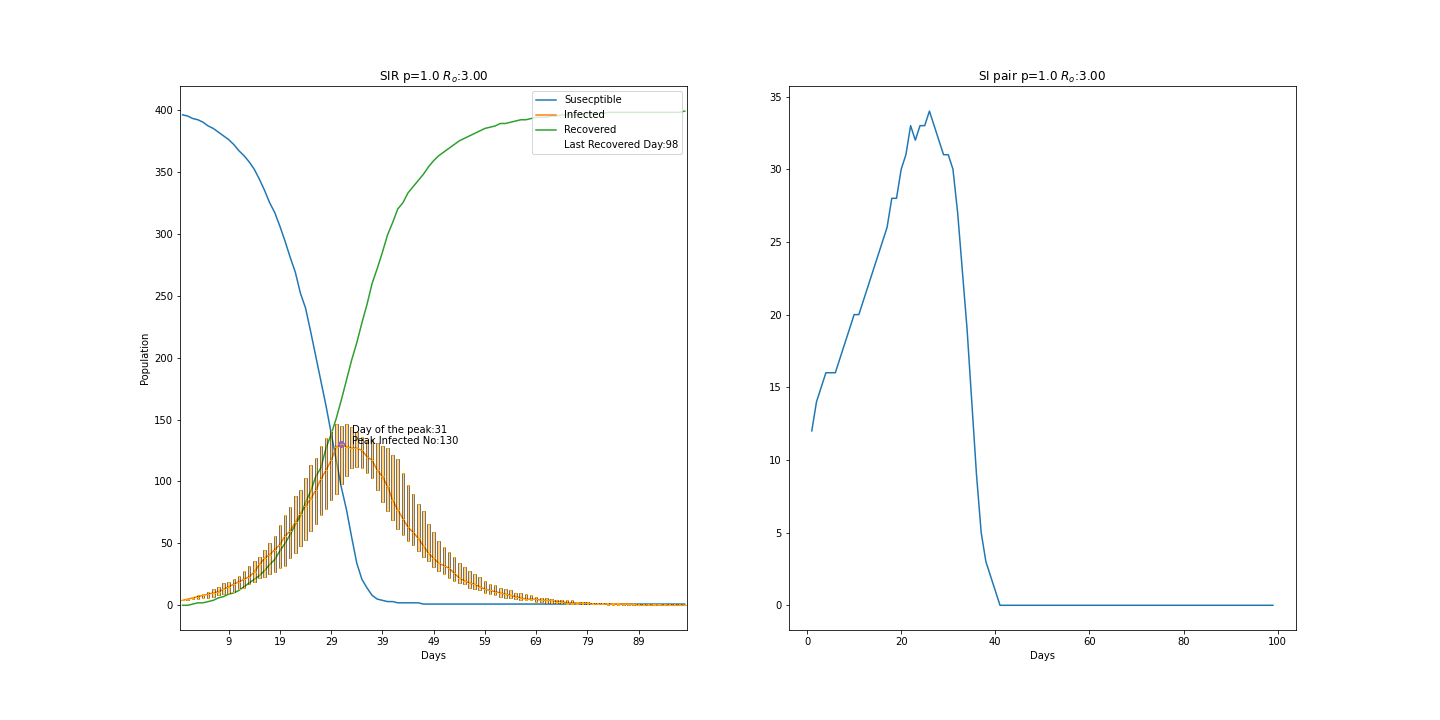 SIR p=1.0 Rₒ:3.00
Susecptible
Infected
Recovered
Last Recovered Day:98
Day of the peak:31
Peak Infected No:130
Population
400
350
300
250
200
150
100
50
0
9 19 29 39 49 59 69 79 89
Days
SI pair p=1.0 Rₒ:3.00
35
30
25
20
15
10
5
0
0 20 40 60 80 100
Days